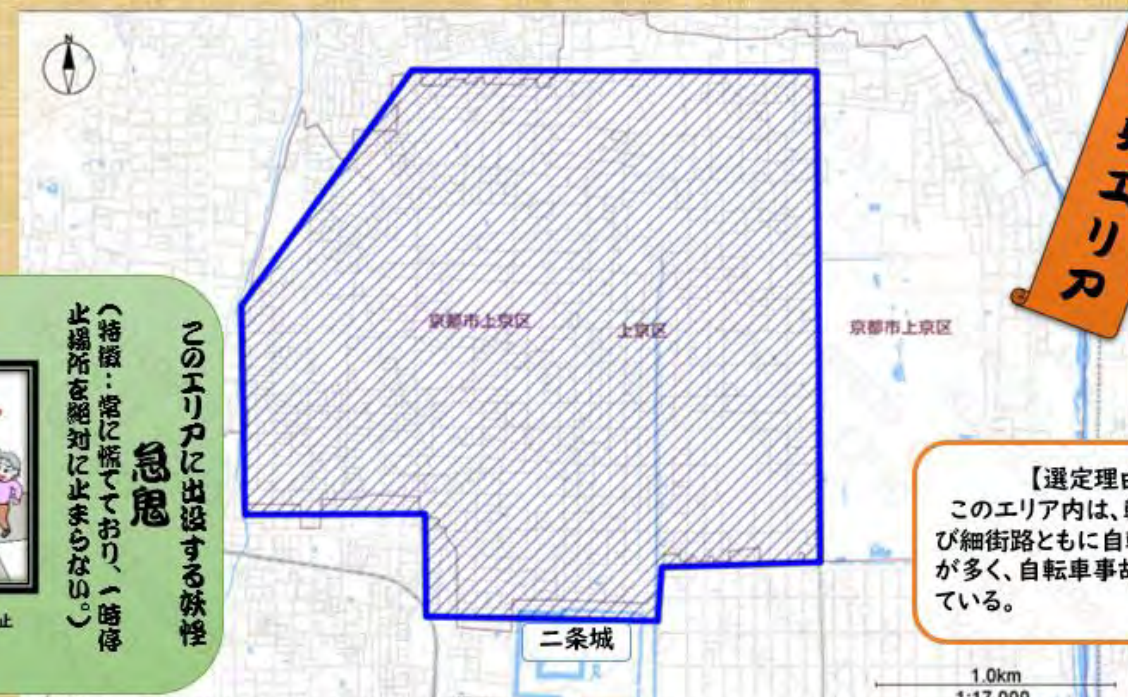 N
エリア
京都市上京区
上京区
京都市上京区
このエリアに出没する妖怪
急鬼
(特徴:常に慌てており、一時停
止場所を絶対に止まらない。)
止
【選定理由
このエリア内は、
び細街路ともに自転
が多く、自転車事故
ている。
二条城
1.0km
1:17,000